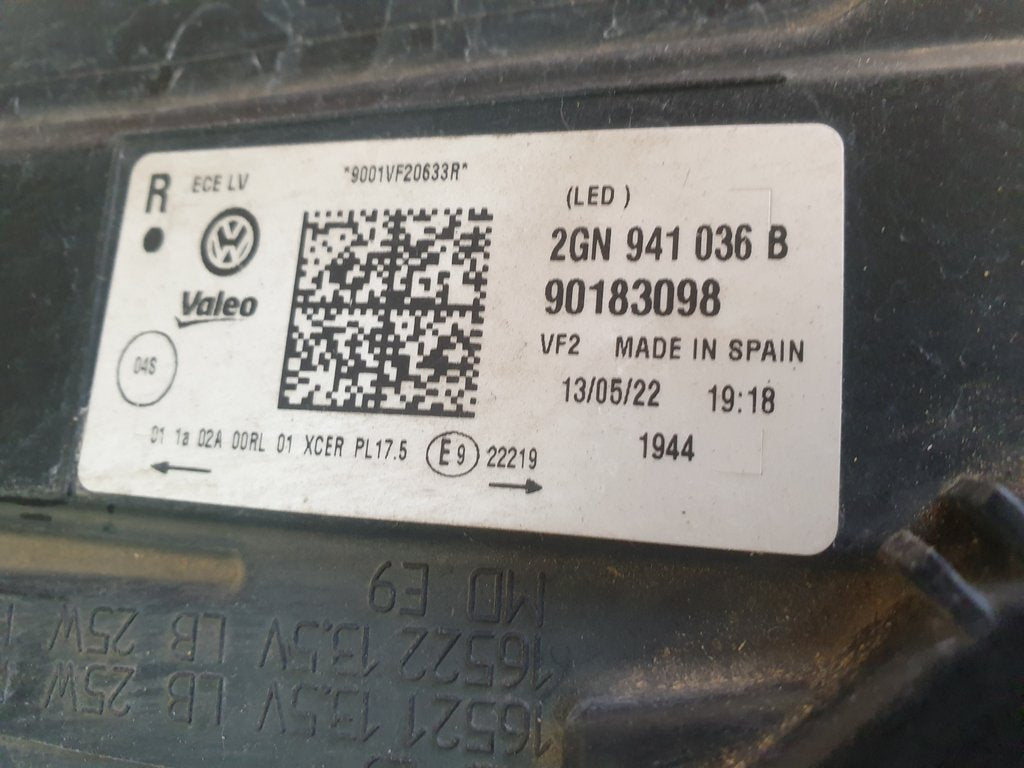 R ECE LV *9001VF20633R*
(LED )
2GN 941 036 B
Valeo 90183098
VF2 MADE IN SPAIN
04S 13/05/22 19:18
01 1a 02A 00RL 01 XCER PL17.5 E9 22219
1944
MD E9
16522 13,5V LB 25W
16521 13,5V LB 25W